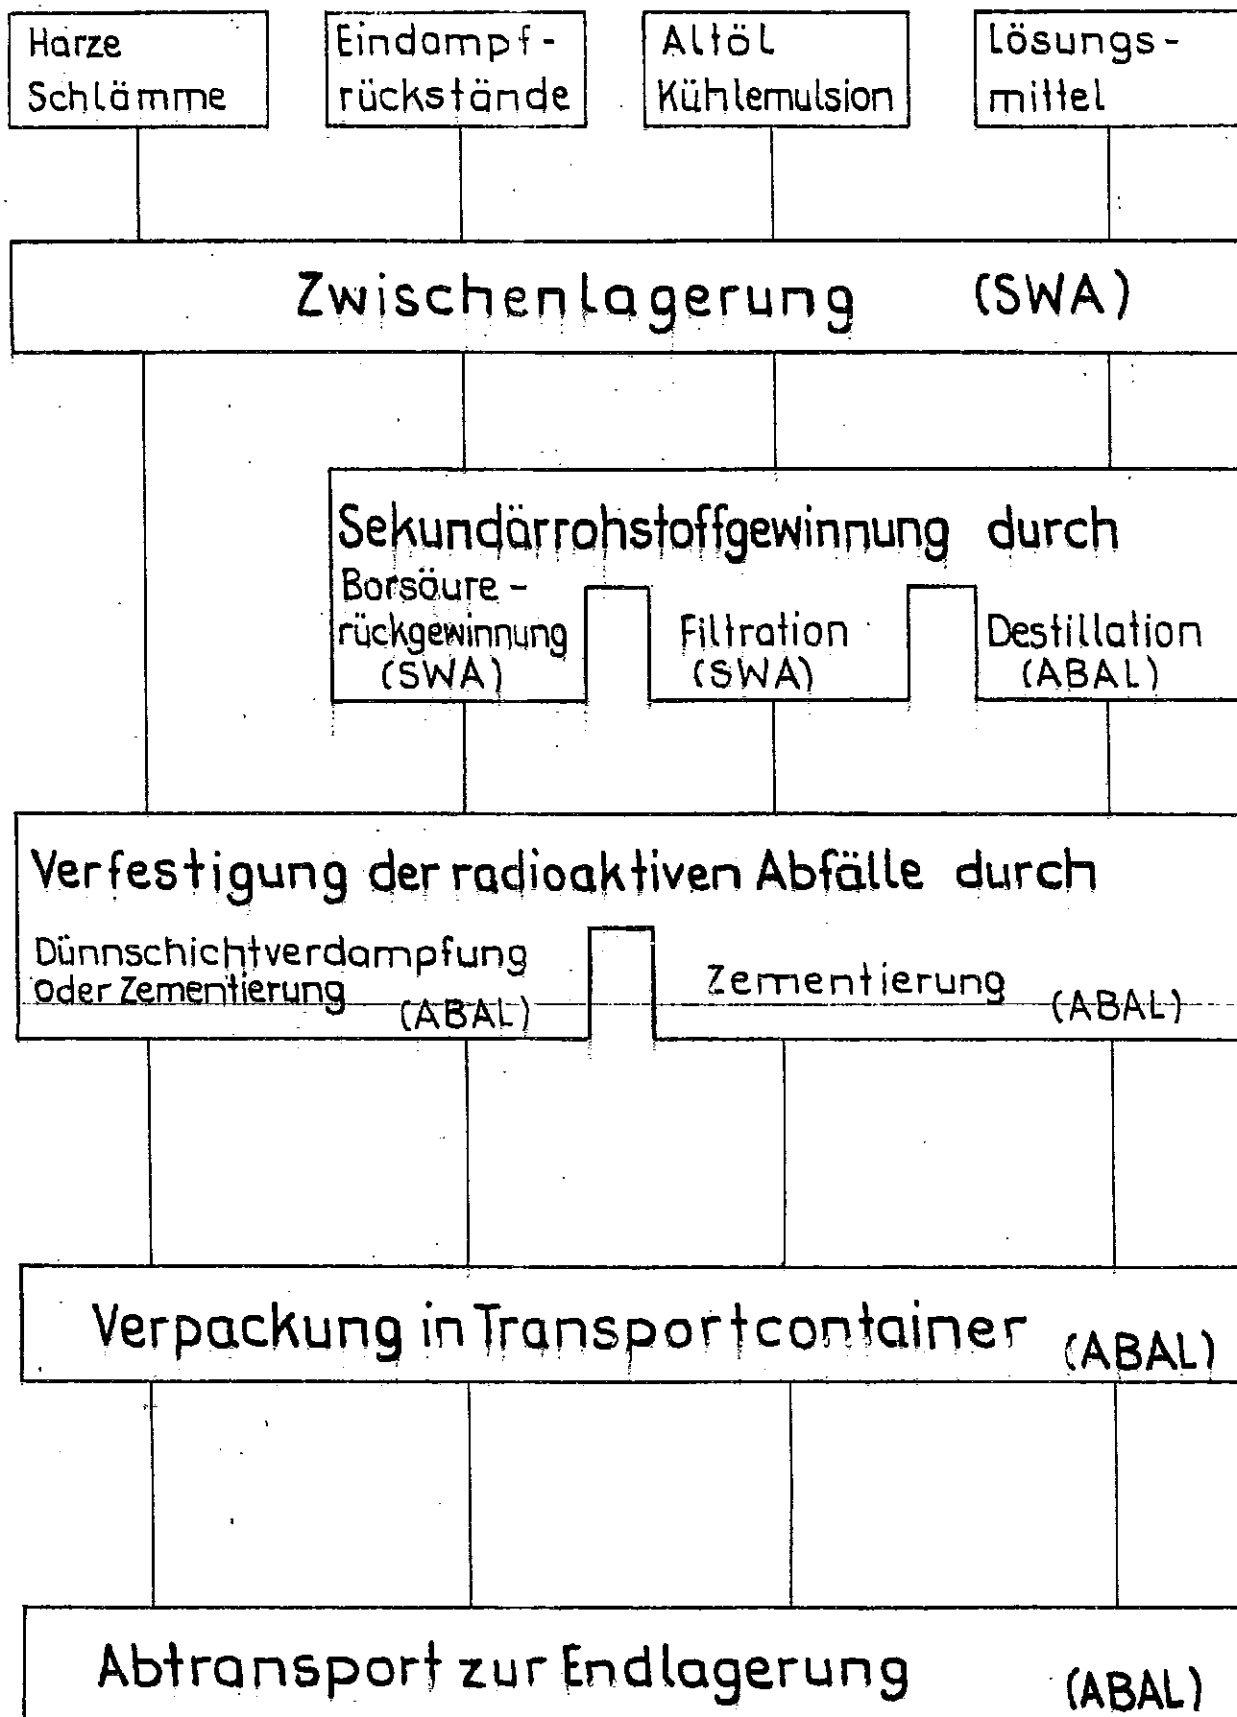 Harze
Schlämme
Eindampf-
rückstände
Altöl
Kühlemulsion
Lösungs-
mittel
Zwischenlagerung (SWA)
Sekundärrohstoffgewinnung durch
Borsäure-
rückgewinnung
(SWA)
Filtration
(SWA)
Destillation
(ABAL)
Verfestigung der radioaktiven Abfälle durch
Dünnschichtverdampfung
oder Zementierung
(ABAL)
Zementierung (ABAL)
Verpackung in Transportcontainer (ABAL)
Abtransport zur Endlagerung (ABAL)